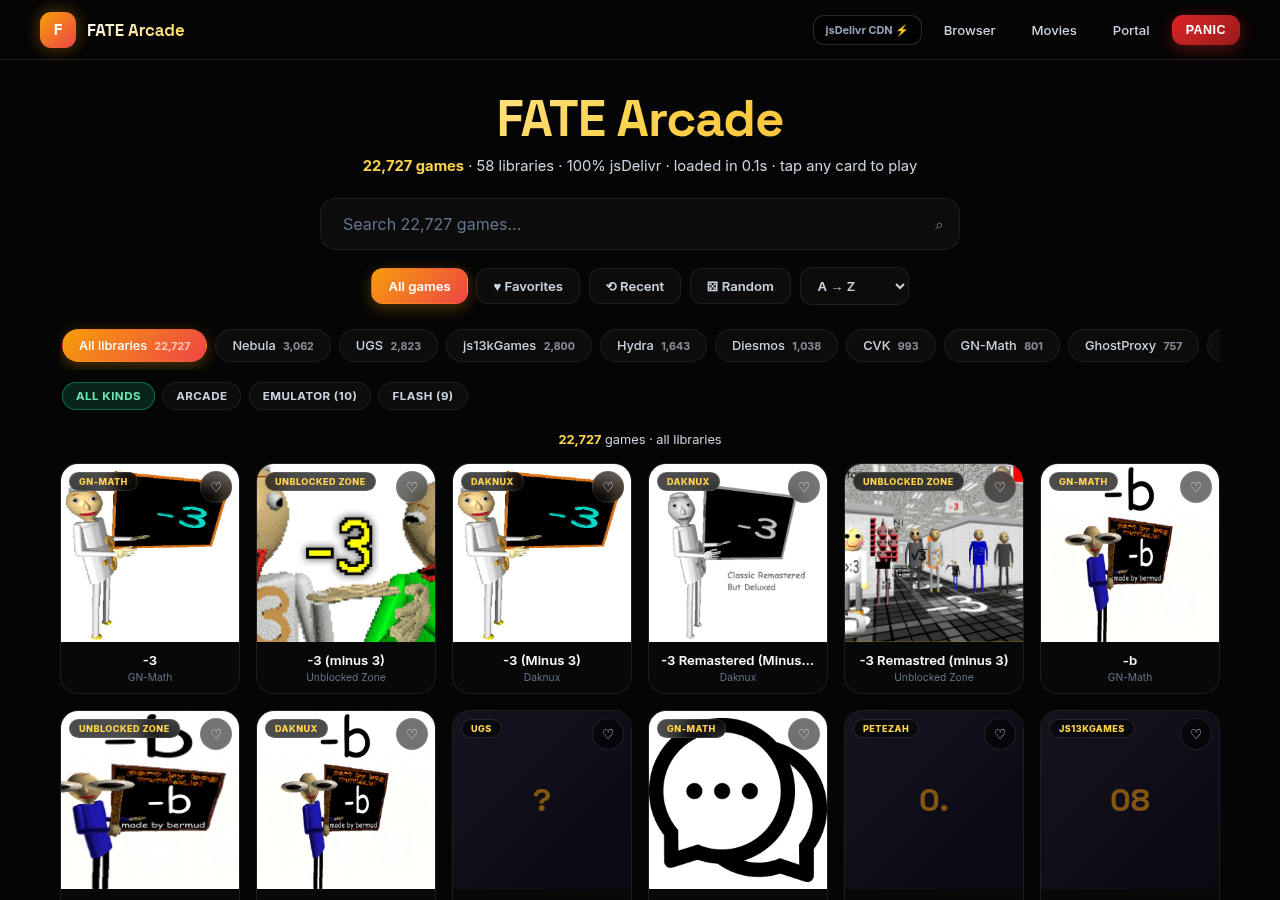 F FATE Arcade jsDelivr CDN ⚡ Browser Movies Portal PANIC
FATE Arcade
22,727 games · 58 libraries · 100% jsDelivr · loaded in 0.1s · tap any card to play
Search 22,727 games...
All games ♥ Favorites ⟲ Recent ⚄ Random A → Z
All libraries 22,727 Nebula 3,062 UGS 2,823 js13kGames 2,800 Hydra 1,643 Diesmos 1,038 CVK 993 GN-Math 801 GhostProxy 757
ALL KINDS ARCADE EMULATOR (10) FLASH (9)
22,727 games · all libraries
GN-MATH UNBLOCKED ZONE DAKNUX DAKNUX UNBLOCKED ZONE GN-MATH
-3 -3 -3 -3 -3 -b
Classic Remastered
But Deluxed
-b
made by bermud
-3 -3 (minus 3) -3 (Minus 3) -3 Remastered (Minus... -3 Remastred (minus 3) -b
GN-Math Unblocked Zone Daknux Daknux Unblocked Zone GN-Math
UNBLOCKED ZONE DAKNUX UGS GN-MATH PETEZAH JS13KGAMES
-b -b
-b -b ? 0. 08
made by bermud made by bermud